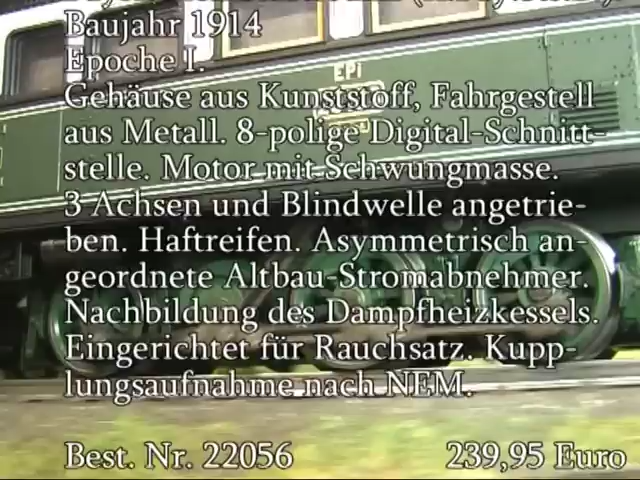 Baujahr 1914
Epoche I.
Gehäuse aus Kunststoff, Fahrgestell
aus Metall. 8-polige Digital-Schnitt-
stelle. Motor mit Schwungmasse.
3 Achsen und Blindwelle angetrie-
ben. Haftreifen. Asymmetrisch an-
geordnete Altbau-Stromabnehmer.
Nachbildung des Dampfheizkessels.
Eingerichtet für Rauchsatz. Kupp-
lungsaufnahme nach NEM.
Best. Nr. 22056 239,95 Euro
EP1